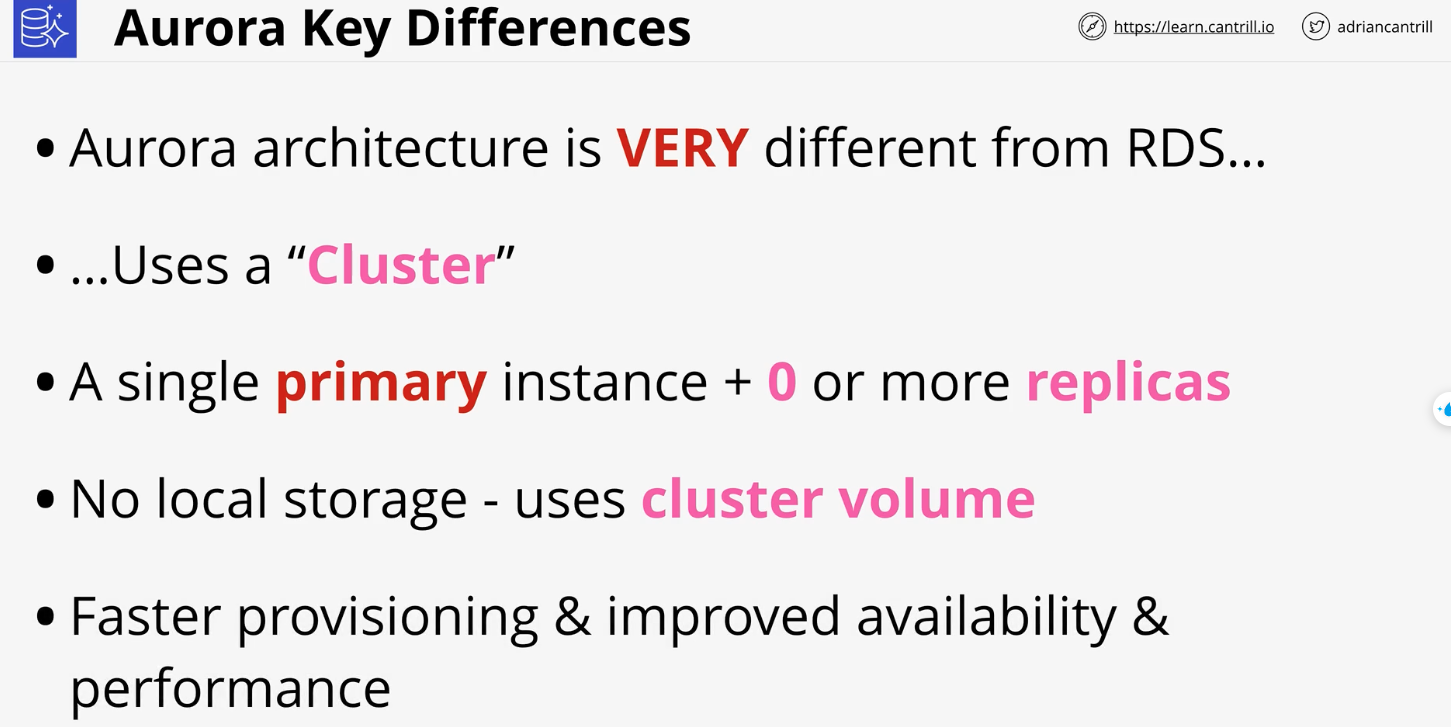 Aurora Key Differences
https://learn.cantrill.io
adriancantrill
• Aurora architecture is VERY different from RDS...
• ...Uses a “Cluster”
• A single primary instance + 0 or more replicas
• No local storage - uses cluster volume
• Faster provisioning & improved availability &
performance